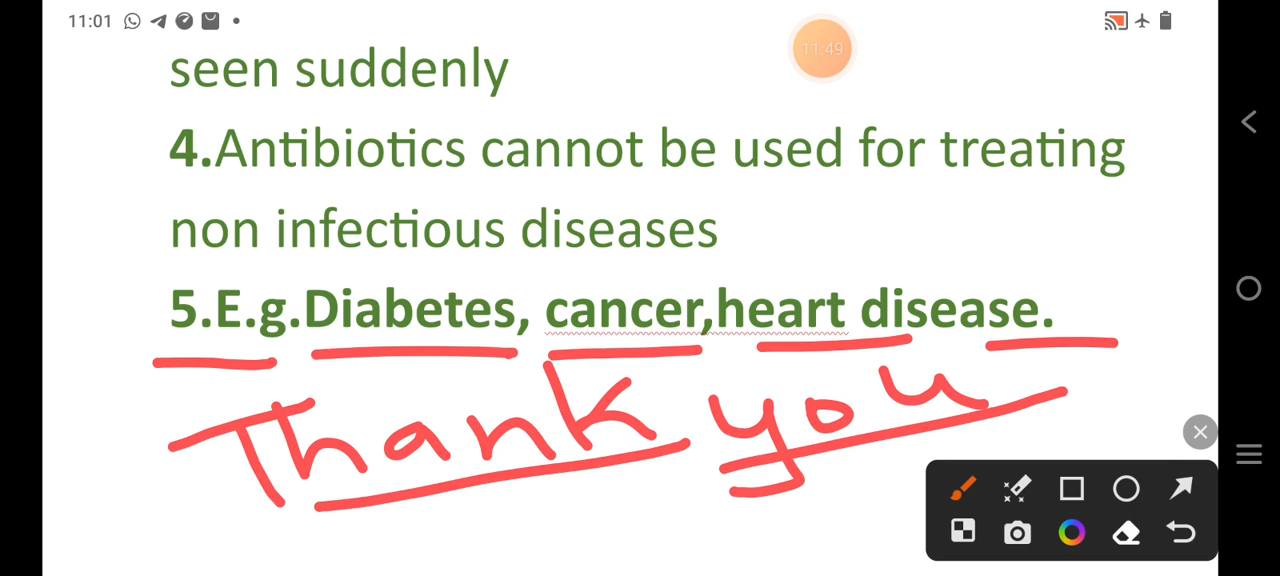 11:01
11:49
seen suddenly
4.Antibiotics cannot be used for treating
non infectious diseases
5.E.g.Diabetes, cancer,heart disease.
Thank you